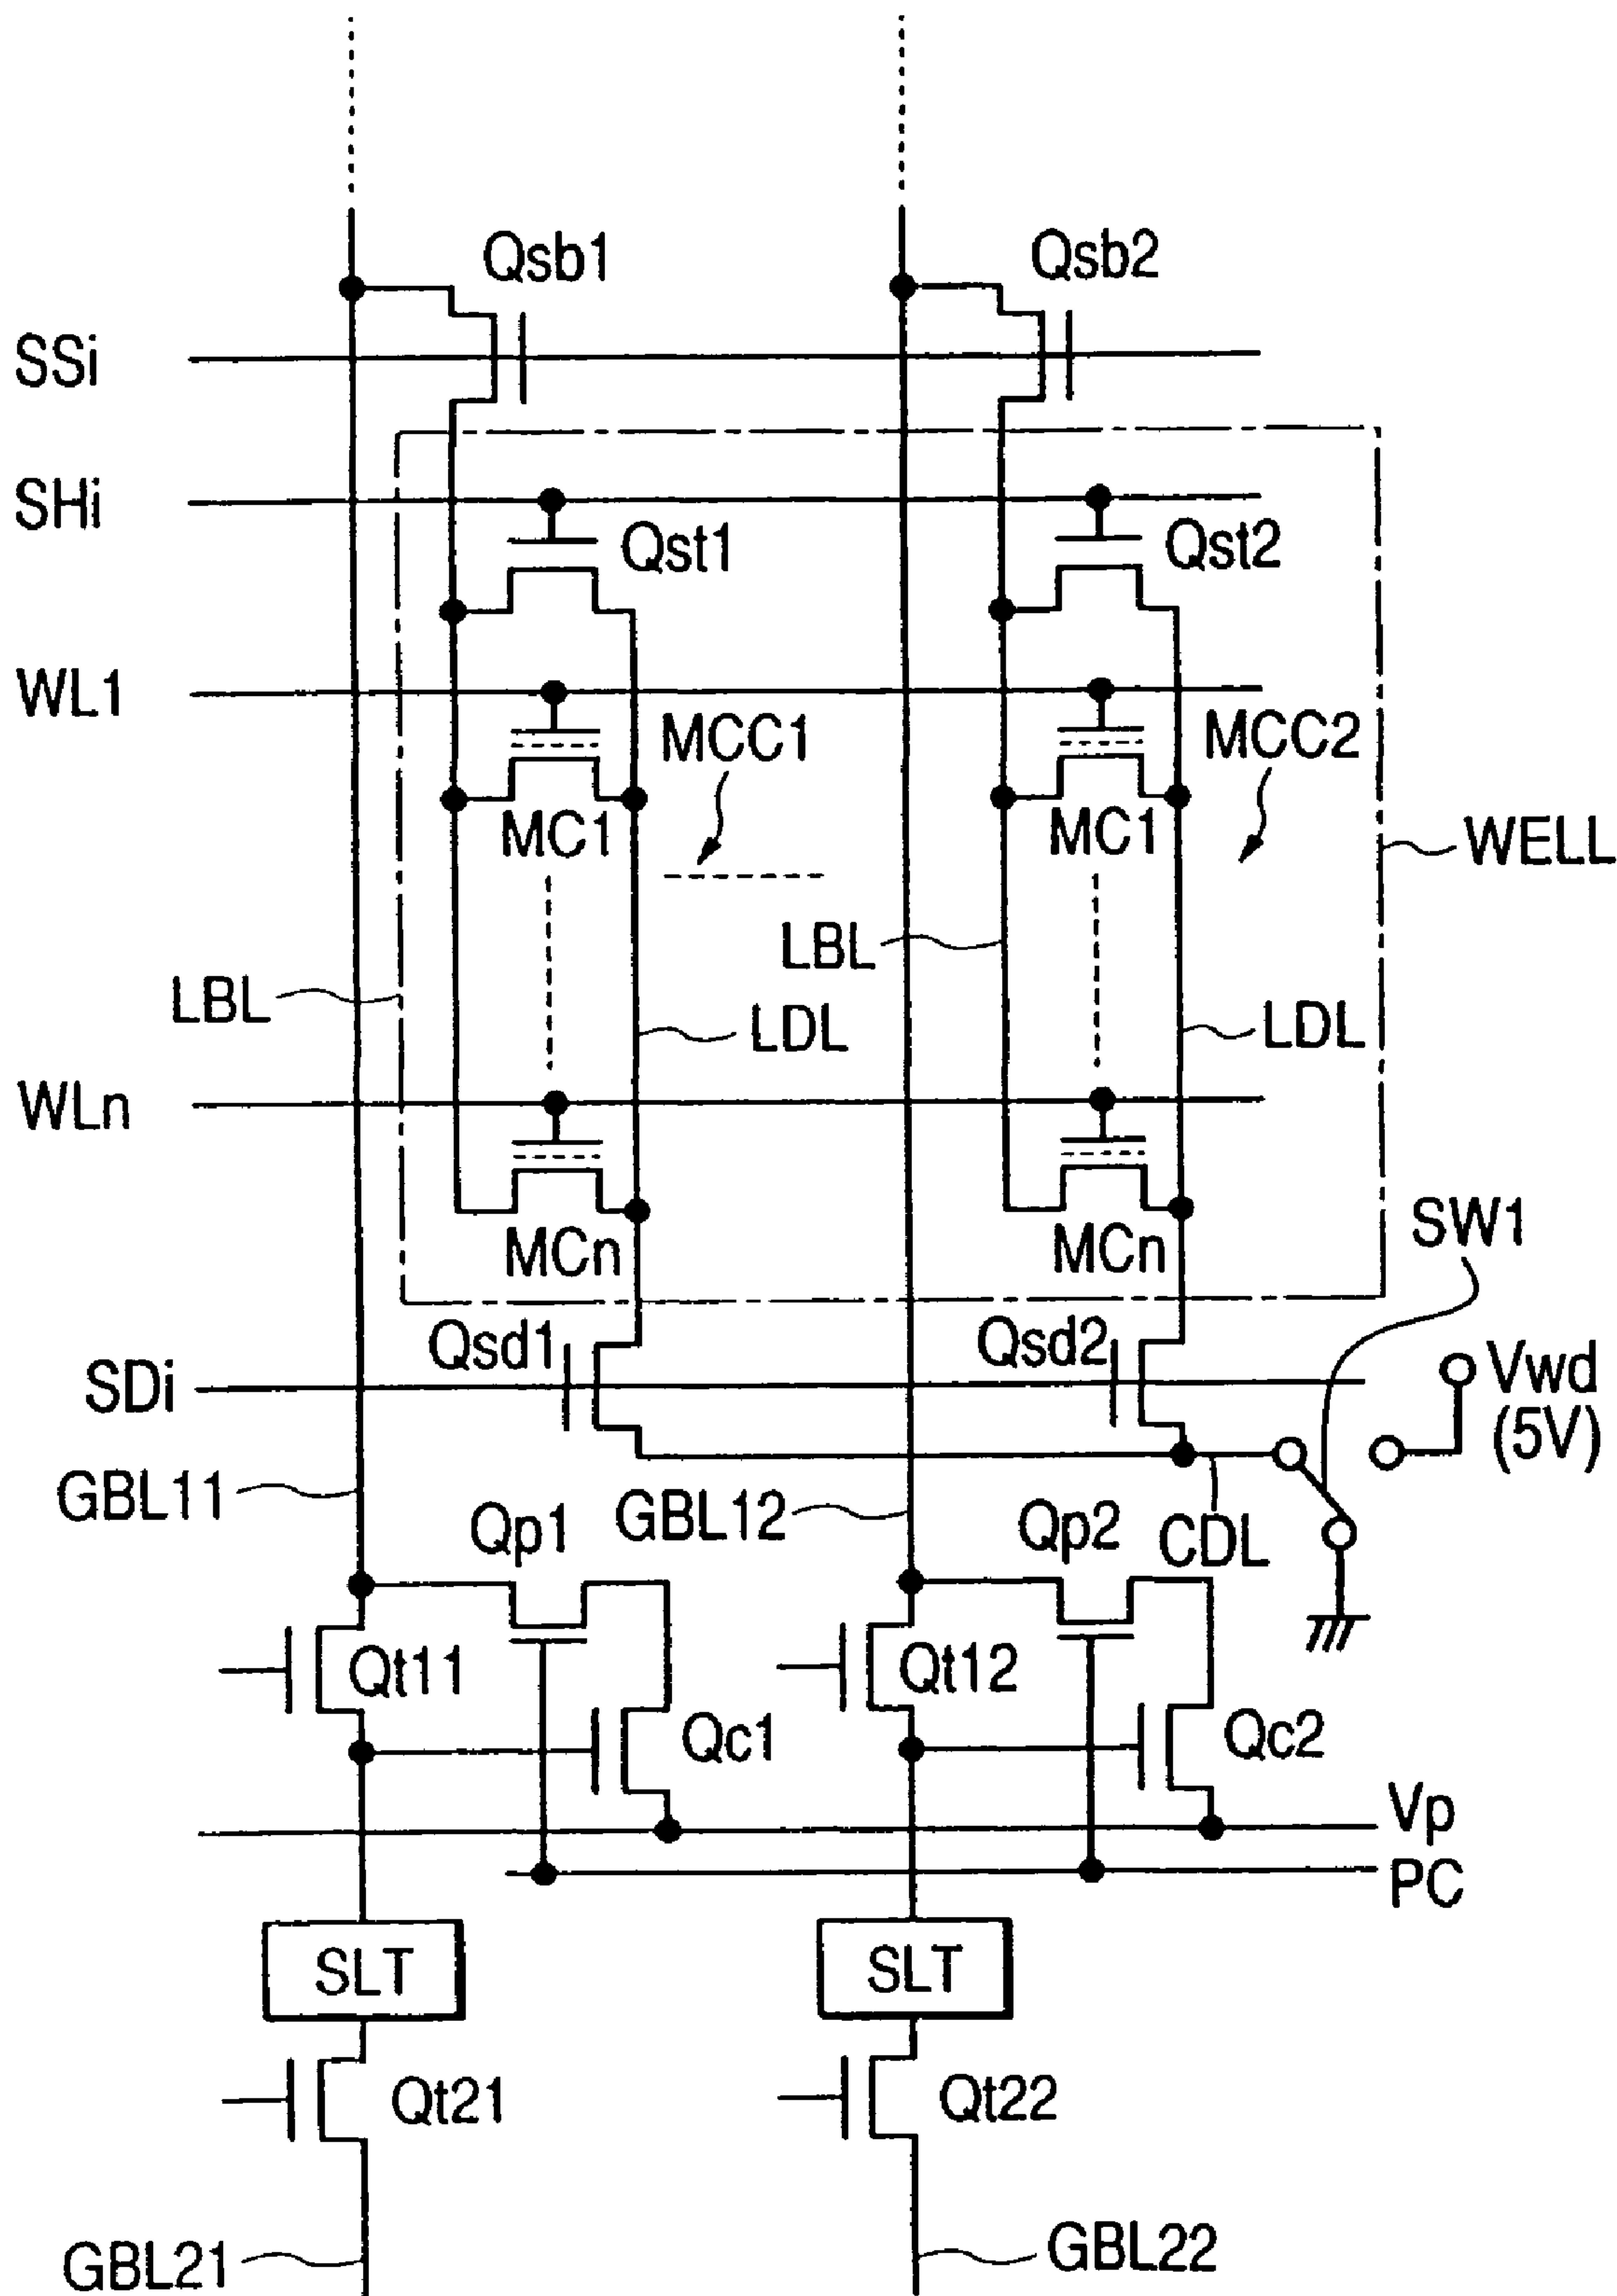 Qsb1 Qsb2
SSi
SHi
Qst1 Qst2
WL1
MCC1 MCC2
MC1 MC1
WELL
LBL
LBL
LDL LDL
WLn
MCn MCn
SW1
Qsd1 Qsd2
SDi
Vwd
(5V)
GBL11
Qp1
GBL12
Qp2
CDL
Qt11 Qt12
Qc1 Qc2
Vp
PC
SLT SLT
Qt21 Qt22
GBL21 GBL22